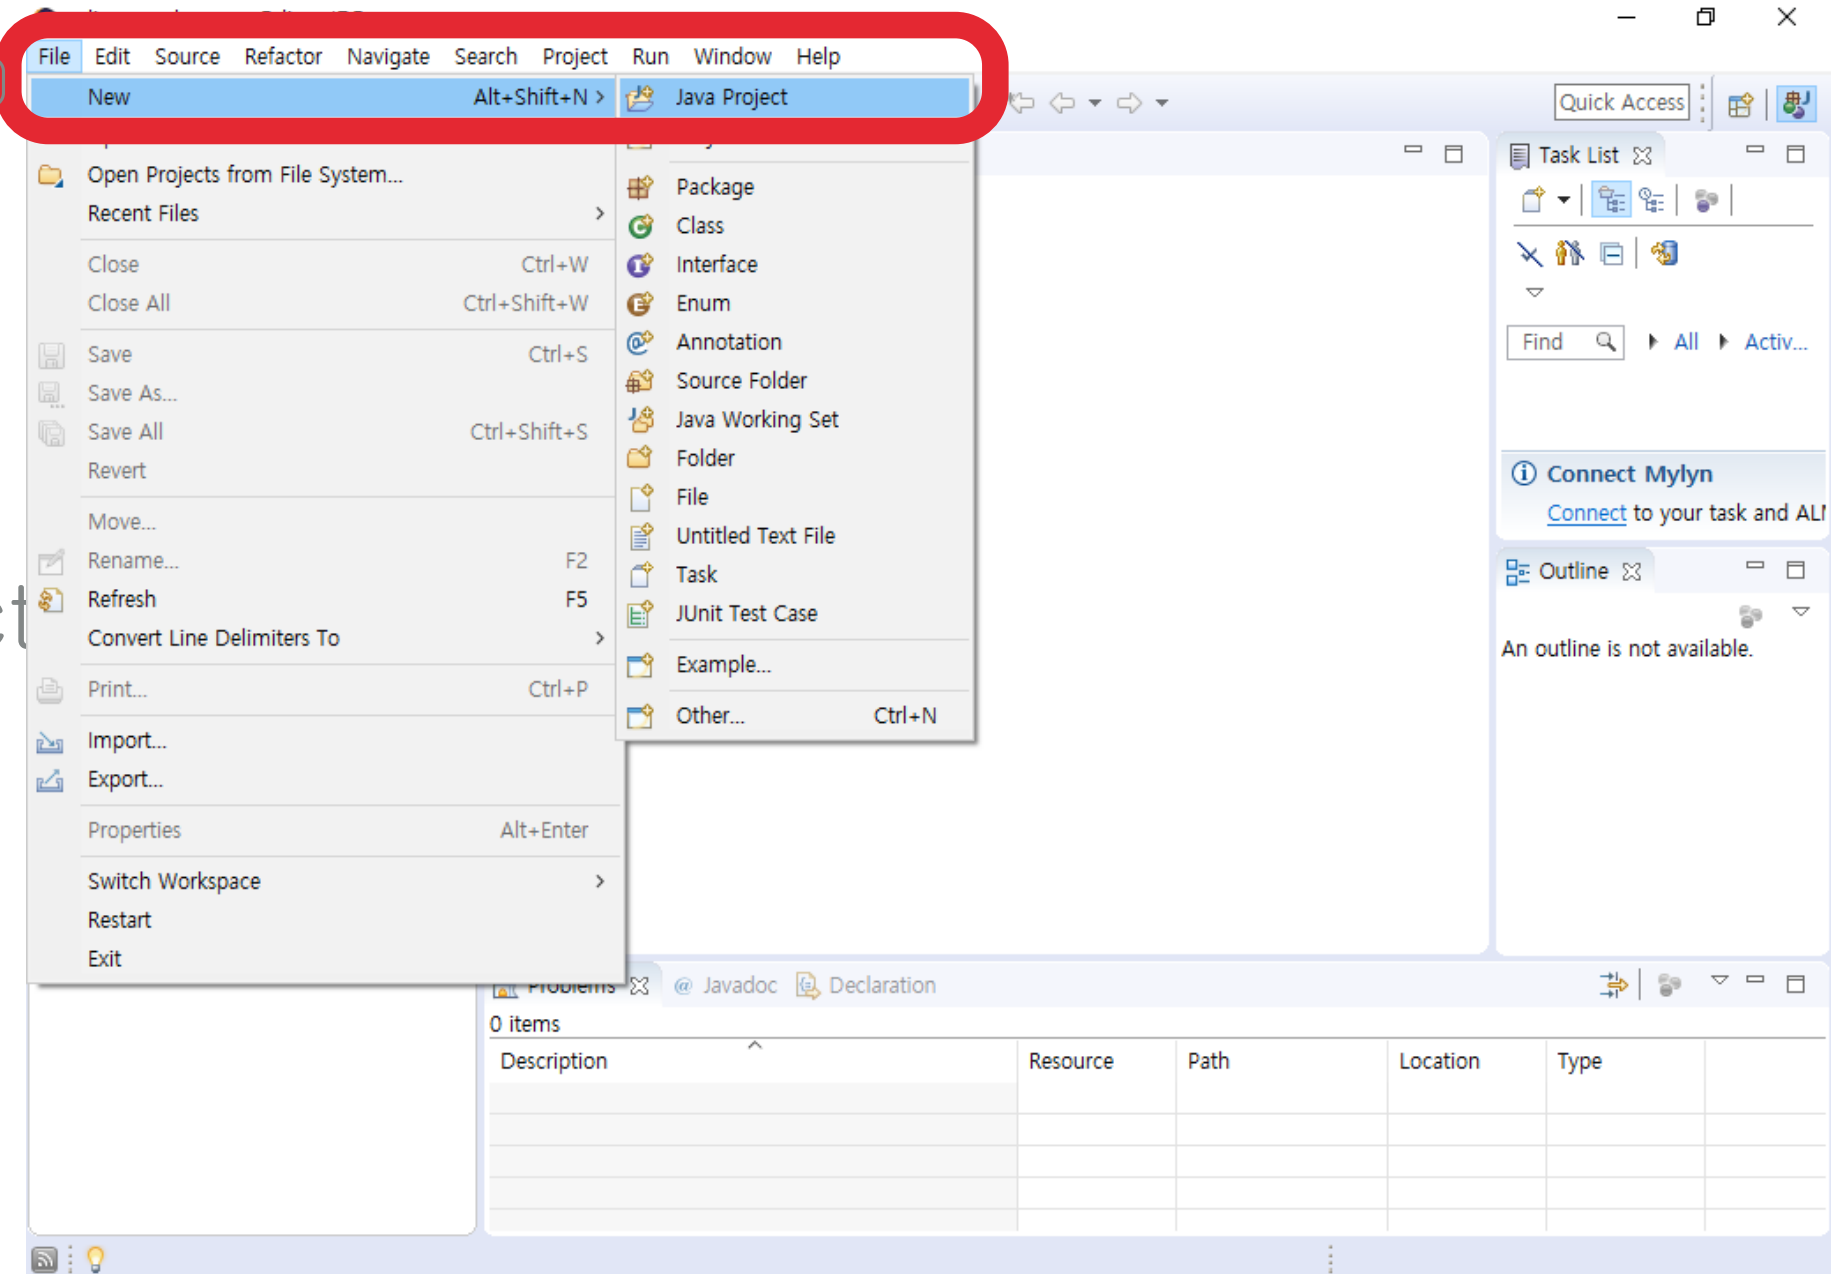 File Edit Source Refactor Navigate Search Project Run Window Help
New Alt+Shift+N >
Java Project
Quick Access
Open Projects from File System...
Recent Files >
Close Ctrl+W
Close All Ctrl+Shift+W
Save Ctrl+S
Save As...
Save All Ctrl+Shift+S
Revert
Move...
Rename... F2
Refresh F5
Convert Line Delimiters To >
Print... Ctrl+P
Import...
Export...
Properties Alt+Enter
Switch Workspace >
Restart
Exit
Package
Class
Interface
Enum
Annotation
Source Folder
Java Working Set
Folder
File
Untitled Text File
Task
JUnit Test Case
Example...
Other... Ctrl+N
Task List
Find All Activ...
Connect Mylyn
Connect to your task and ALM
Outline
An outline is not available.
Problems @ Javadoc Declaration
0 items
Description Resource Path Location Type